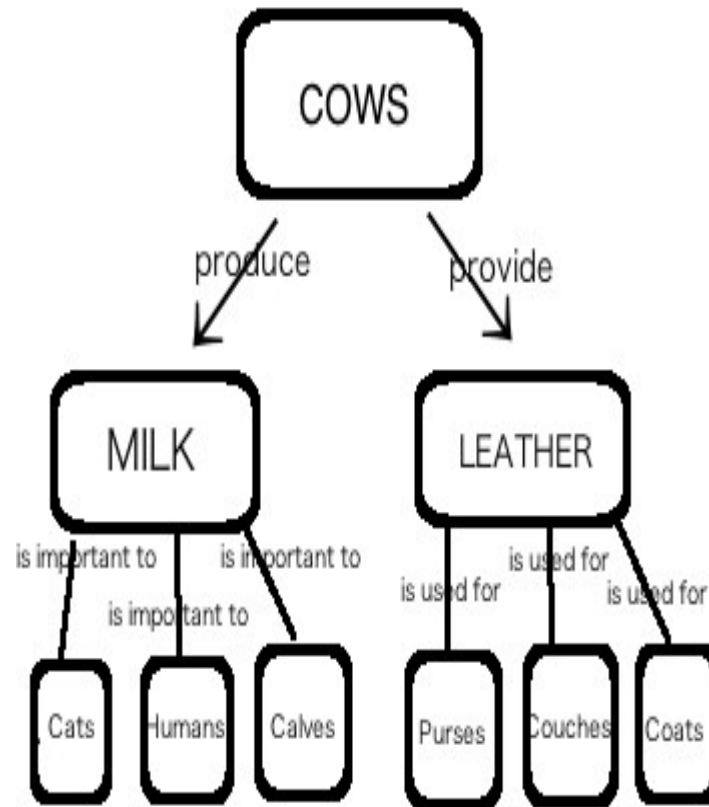 COWS
produce
provide
MILK
LEATHER
is important to
is important to
is important to
is used for
is used for
is used for
Cats
Humans
Calves
Purses
Couches
Coats